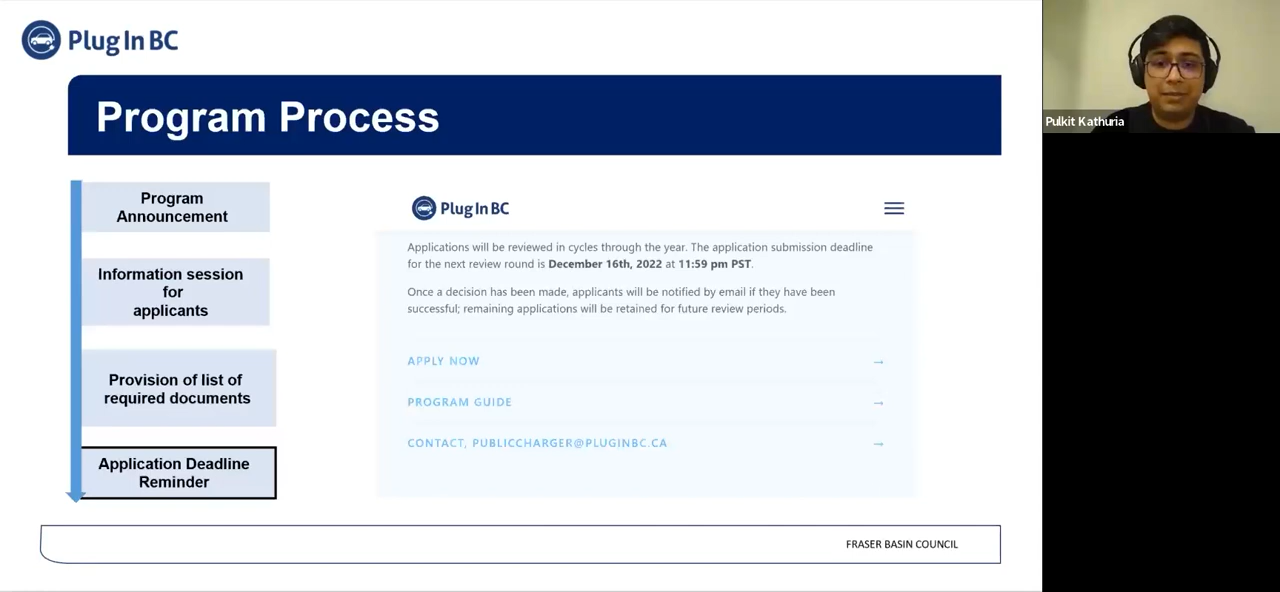 Plug In BC
Program Process
Program
Announcement
Information session
for
applicants
Provision of list of
required documents
Application Deadline
Reminder
Plug In BC
Applications will be reviewed in cycles through the year. The application submission deadline
for the next review round is December 16th, 2022 at 11:59 pm PST.
Once a decision has been made, applicants will be notified by email if they have been
successful; remaining applications will be retained for future review periods.
APPLY NOW →
PROGRAM GUIDE →
CONTACT, PUBLICCHARGER@PLUGINBC.CA →
FRASER BASIN COUNCIL
Pulkit Kathuria